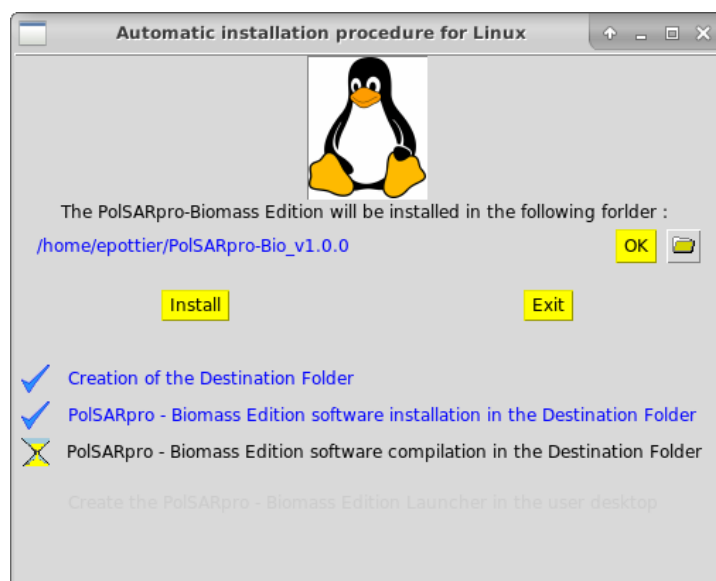 Automatic installation procedure for Linux
The PolSARpro-Biomass Edition will be installed in the following forlder :
/home/epottier/PolSARpro-Bio_v1.0.0
OK
Install
Exit
Creation of the Destination Folder
PolSARpro - Biomass Edition software installation in the Destination Folder
PolSARpro - Biomass Edition software compilation in the Destination Folder
Create the PolSARpro - Biomass Edition Launcher in the user desktop